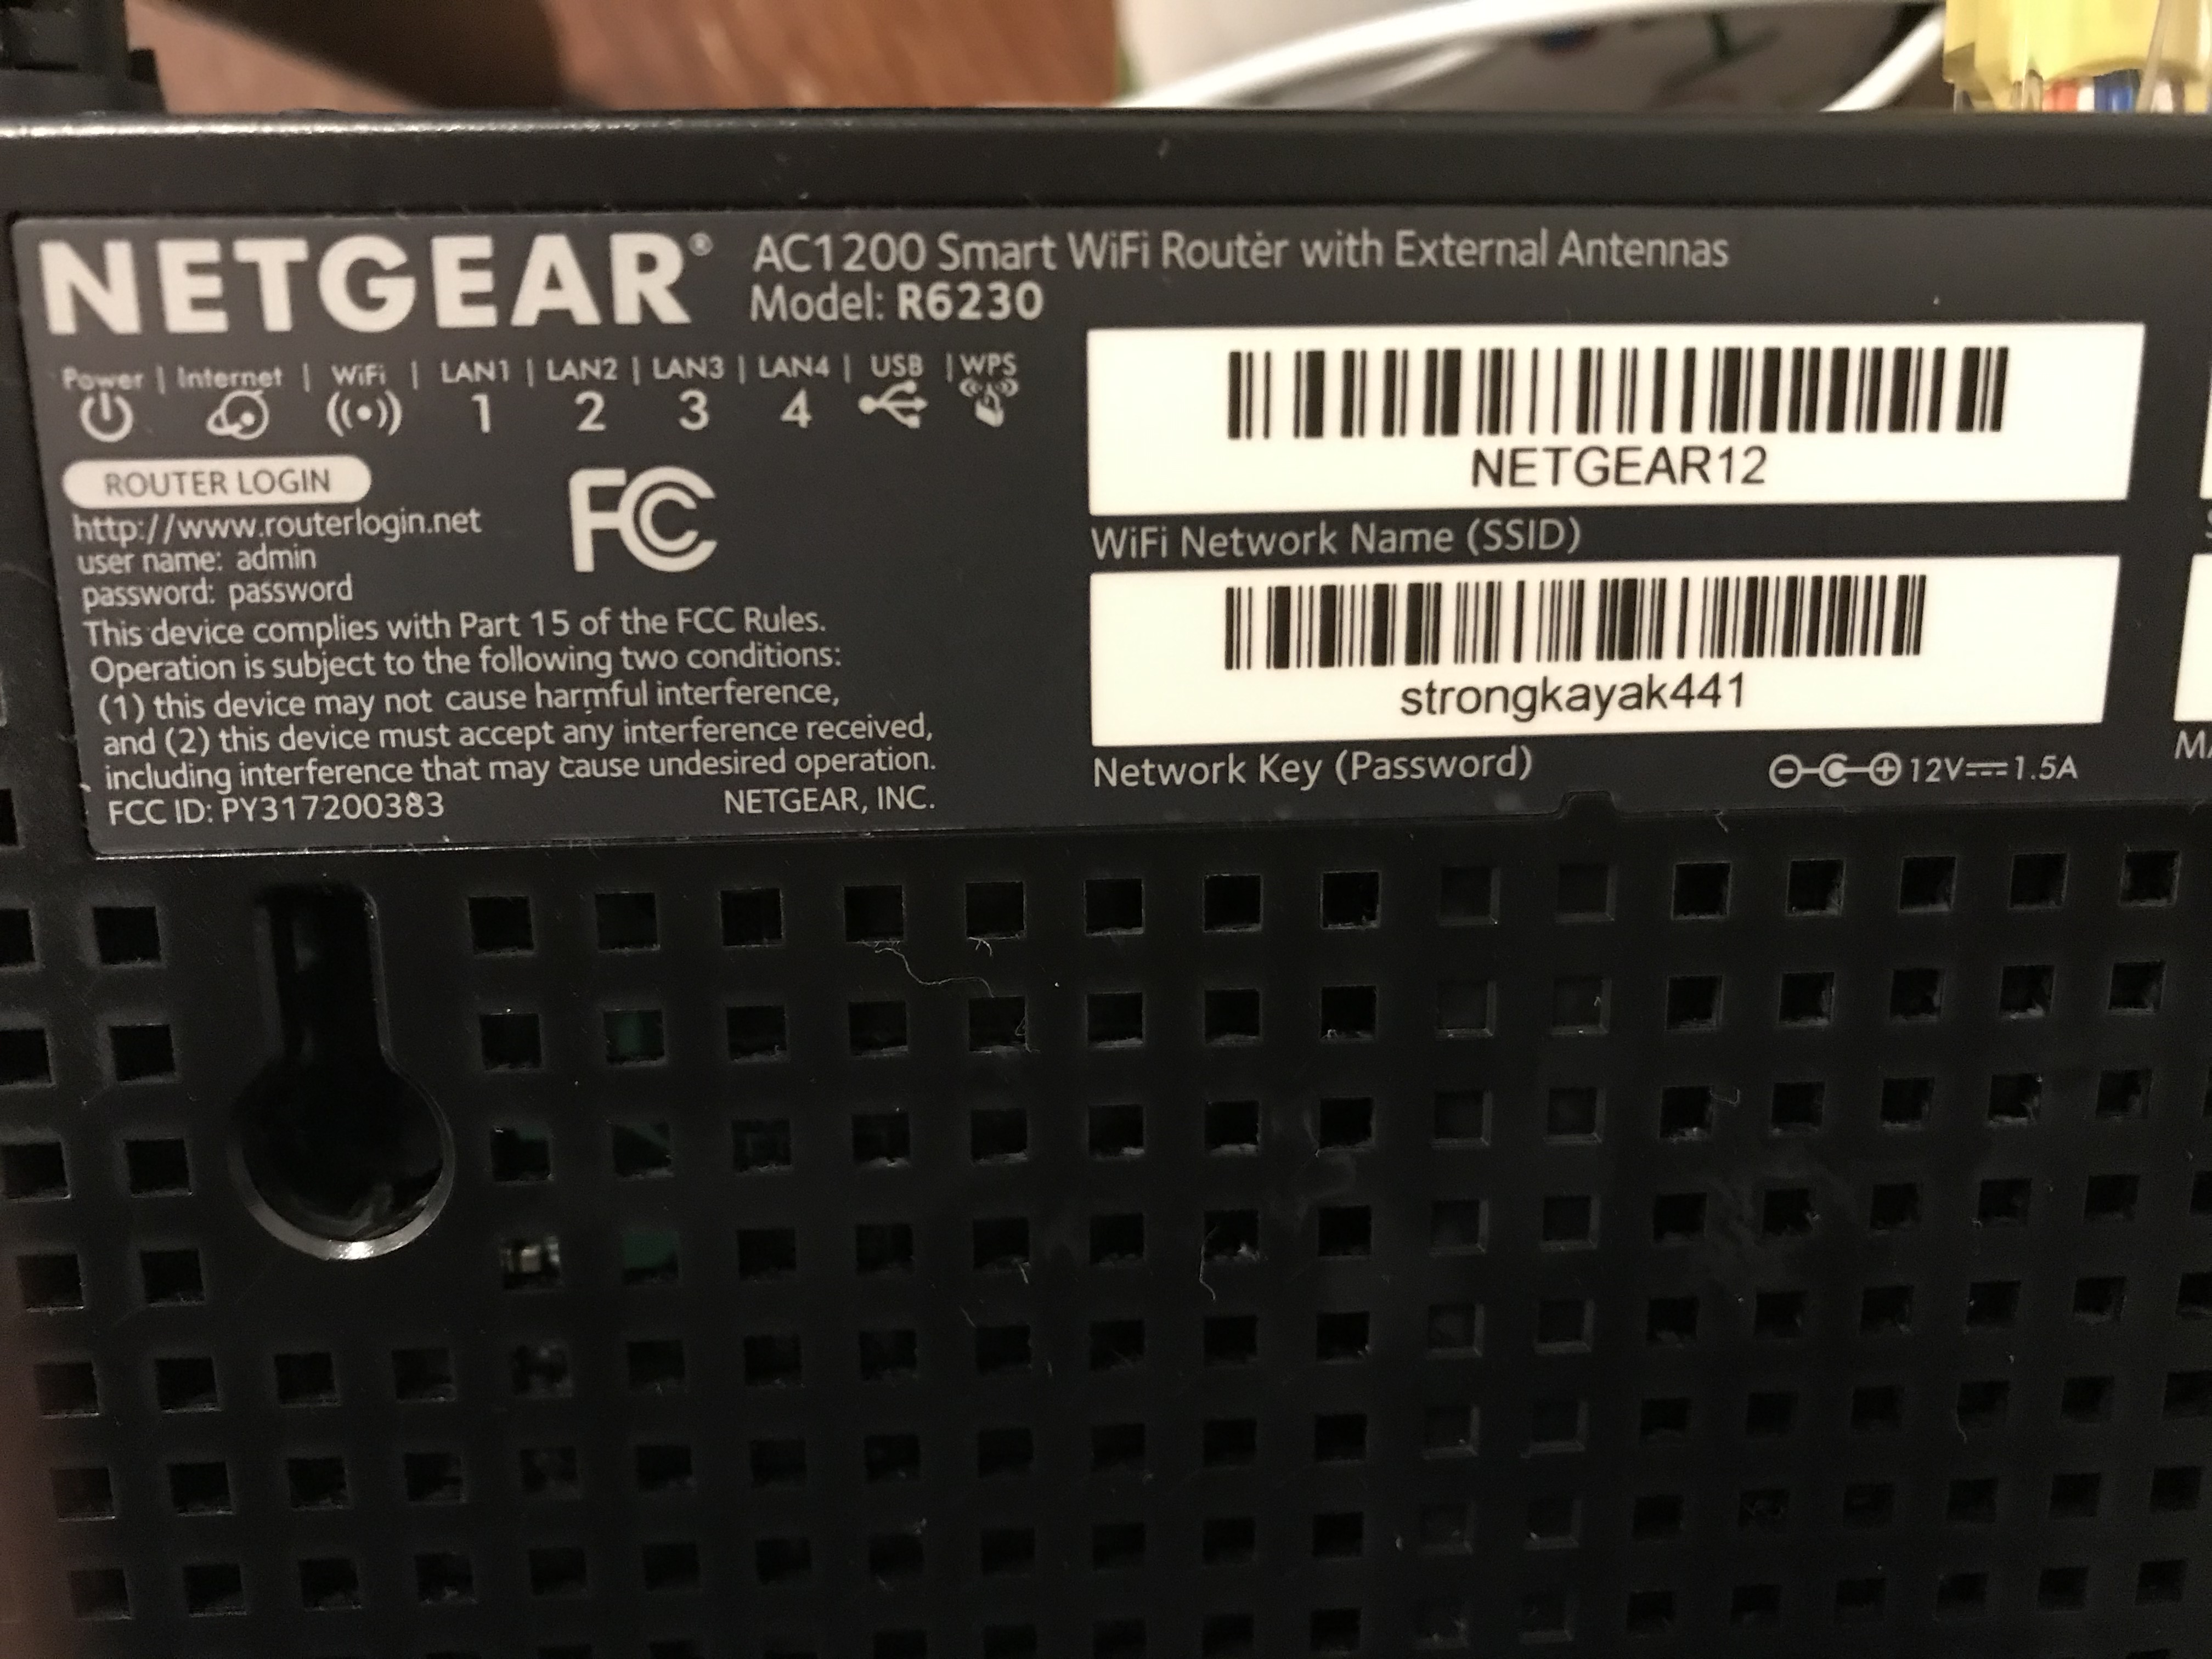 NETGEAR® AC1200 Smart WiFi Router with External Antennas
Model: R6230
Power | Internet | WiFi | LAN1 | LAN2 | LAN3 | LAN4 | USB | WPS
1 2 3 4
ROUTER LOGIN
http://www.routerlogin.net
user name: admin
password: password
FC
This device complies with Part 15 of the FCC Rules.
Operation is subject to the following two conditions:
(1) this device may not cause harmful interference,
and (2) this device must accept any interference received,
including interference that may cause undesired operation.
FCC ID: PY317200383 NETGEAR, INC.
NETGEAR12
WiFi Network Name (SSID)
strongkayak441
Network Key (Password) 12V 1.5A